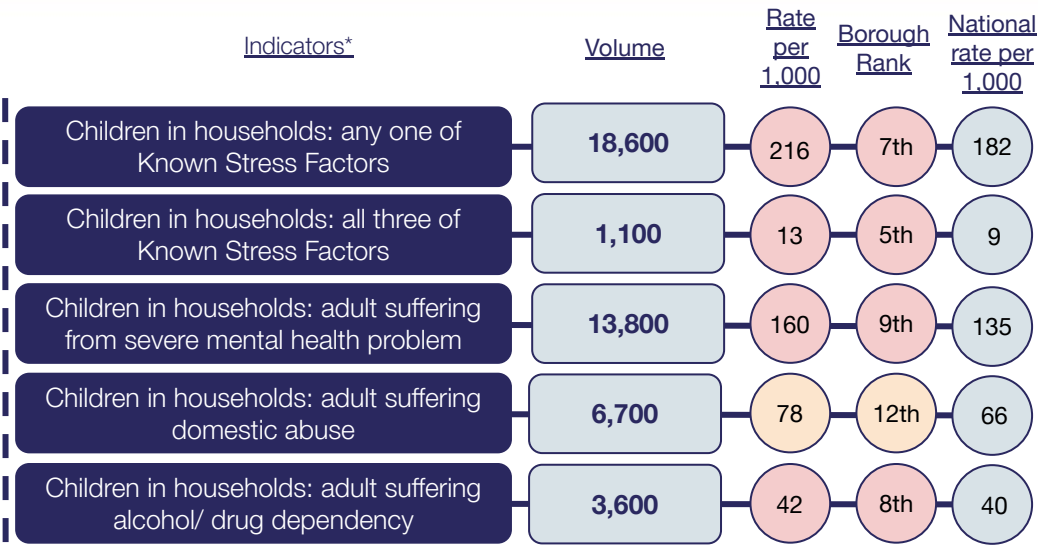 Indicators*
Volume
Rate
per
1,000
Borough
Rank
National
rate per
1,000
Children in households: any one of
Known Stress Factors
18,600
216
7th
182
Children in households: all three of
Known Stress Factors
1,100
13
5th
9
Children in households: adult suffering
from severe mental health problem
13,800
160
9th
135
Children in households: adult suffering
domestic abuse
6,700
78
12th
66
Children in households: adult suffering
alcohol/ drug dependency
3,600
42
8th
40